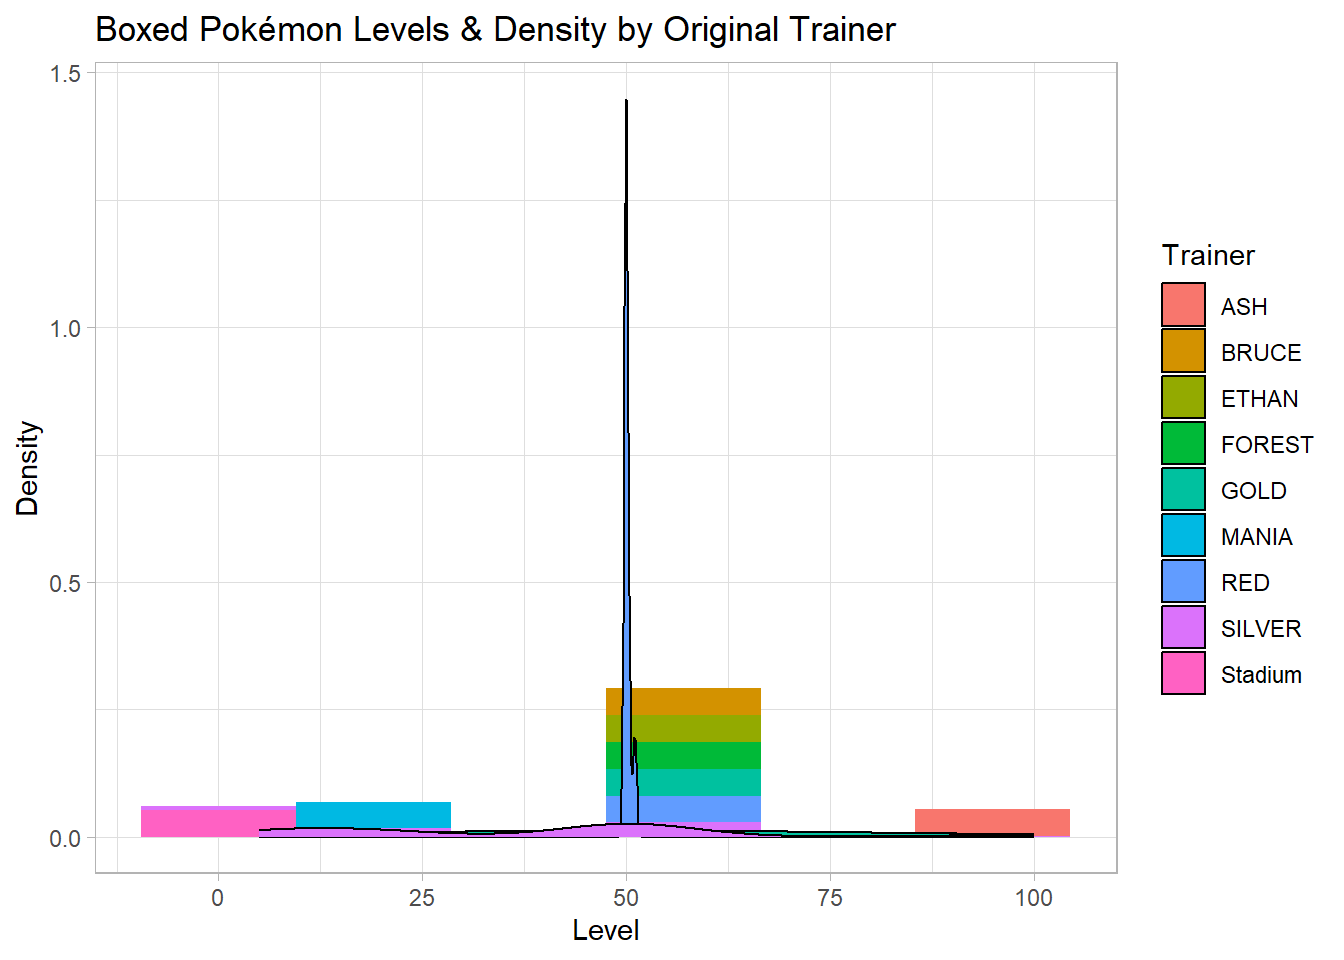 Boxed Pokémon Levels & Density by Original Trainer
1.5
1.0
0.5
0.0
Density
0
25
50
75
100
Level
Trainer
ASH
BRUCE
ETHAN
FOREST
GOLD
MANIA
RED
SILVER
Stadium